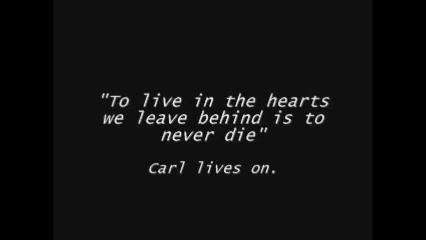 "To live in the hearts
we leave behind is to
never die"
Carl lives on.